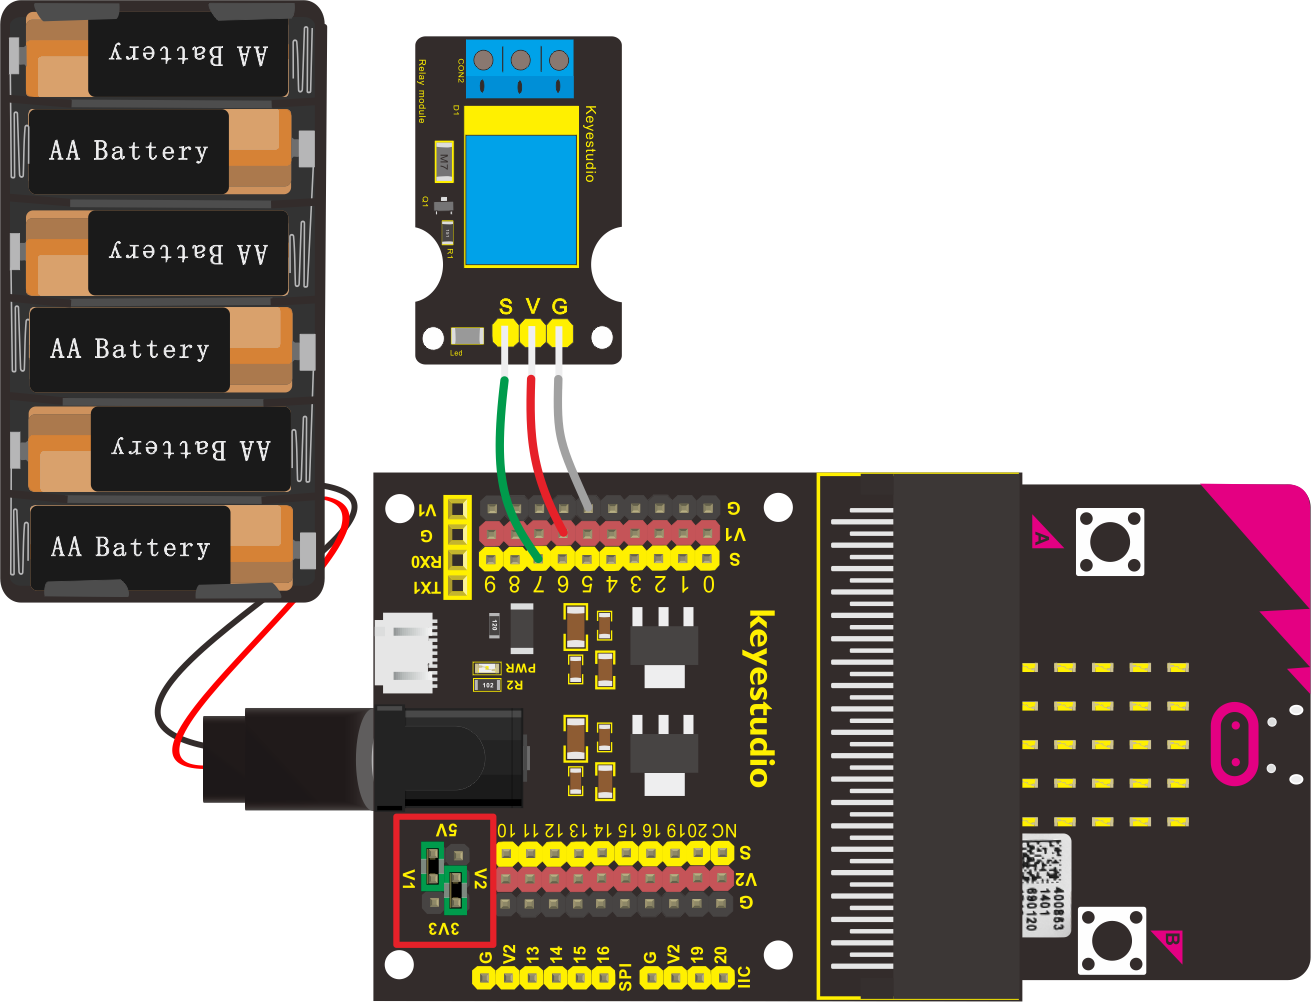 AA Battery
AA Battery
AA Battery
AA Battery
AA Battery
AA Battery
CON2
Relay module
D1
Keyestudio
M7
Q1
101
R1
S V G
Led
V1
G
RX0
TX1
G
V1
S
9 8 7 6 5 4 3 2 1 0
120
PWR
102
R2
keyestudio
5V
V1
V2
3V3
10 11 12 13 14 15 16 19 20 NC
S
V2
G
G V2 13 14 15 16 SPI
G V2 19 20 IIC
A
B
400863
1401
690120